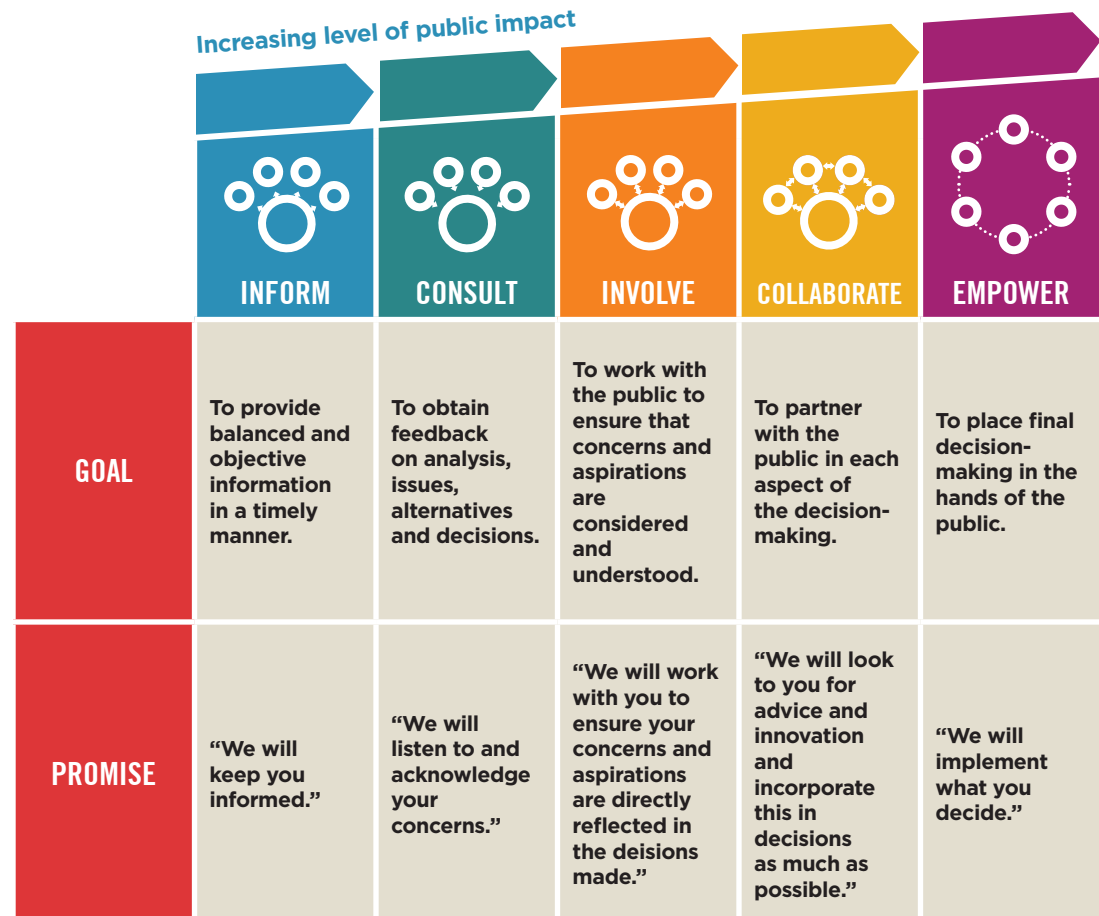 Increasing level of public impact
INFORM
CONSULT
INVOLVE
COLLABORATE
EMPOWER
GOAL
To provide
balanced and
objective
information
in a timely
manner.
To obtain
feedback
on analysis,
issues,
alternatives
and decisions.
To work with
the public to
ensure that
concerns and
aspirations
are
considered
and
understood.
To partner
with the
public in each
aspect of
the decision-
making.
To place final
decision-
making in the
hands of the
public.
PROMISE
“We will
keep you
informed.”
“We will
listen to and
acknowledge
your
concerns.”
“We will work
with you to
ensure your
concerns and
aspirations
are directly
reflected in
the deisions
made.”
“We will look
to you for
advice and
innovation
and
incorporate
this in
decisions
as much as
possible.”
“We will
implement
what you
decide.”